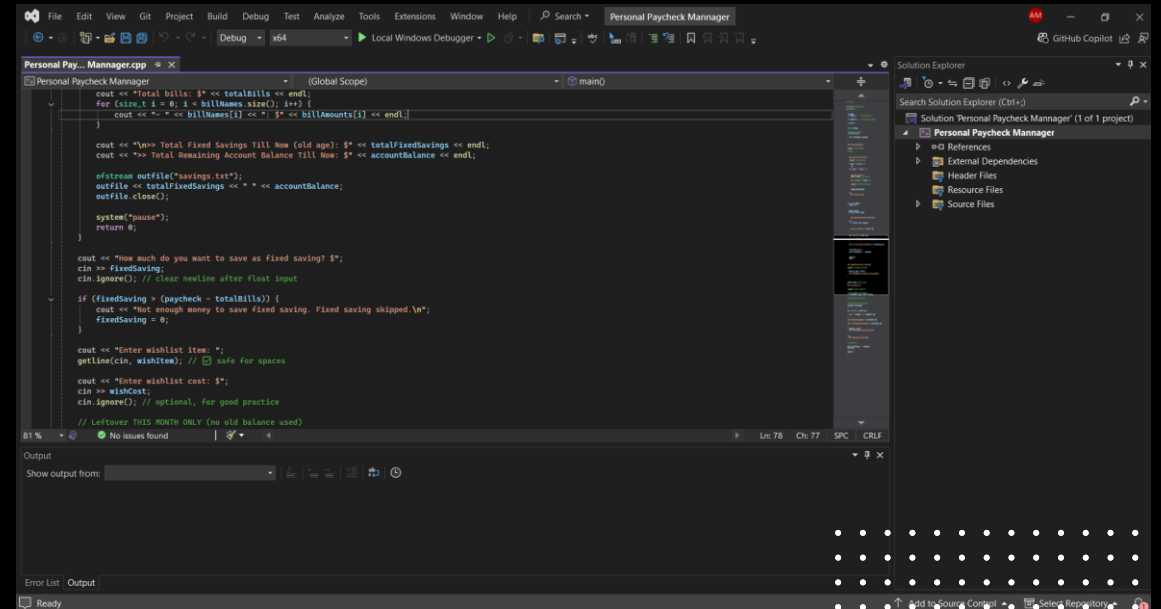 File Edit View Git Project Build Debug Test Analyze Tools Extensions Window Help Search Personal Paycheck Mannager AM
Debug x64 Local Windows Debugger GitHub Copilot
Personal Pay... Mannager.cpp
Personal Paycheck Mannager (Global Scope) main()
cout << "Total bills: $" << totalBills << endl;
for (size_t i = 0; i < billNames.size(); i++) {
cout << "- " << billNames[i] << ": $" << billAmounts[i] << endl;
}
cout << "\n>> Total Fixed Savings Till Now (old age): $" << totalFixedSavings << endl;
cout << ">> Total Remaining Account Balance Till Now: $" << accountBalance << endl;
ofstream outfile("savings.txt");
outfile << totalFixedSavings << " " << accountBalance;
outfile.close();
system("pause");
return 0;
}
cout << "How much do you want to save as fixed saving? $";
cin >> fixedSaving;
cin.ignore(); // clear newline after float input
if (fixedSaving > (paycheck - totalBills)) {
cout << "Not enough money to save fixed saving. Fixed saving skipped.\n";
fixedSaving = 0;
}
cout << "Enter wishlist item: ";
getline(cin, wishItem); // ✅ safe for spaces
cout << "Enter wishlist cost: $";
cin >> wishCost;
cin.ignore(); // optional, for good practice
// Leftover THIS MONTH ONLY (no old balance used)
81 % No issues found Ln: 78 Ch: 77 SPC CRLF
Output
Show output from:
Error List Output
Ready
Solution Explorer
Search Solution Explorer (Ctrl+;)
Solution 'Personal Paycheck Mannager' (1 of 1 project)
Personal Paycheck Mannager
References
External Dependencies
Header Files
Resource Files
Source Files
Add to Source Control Select Repository